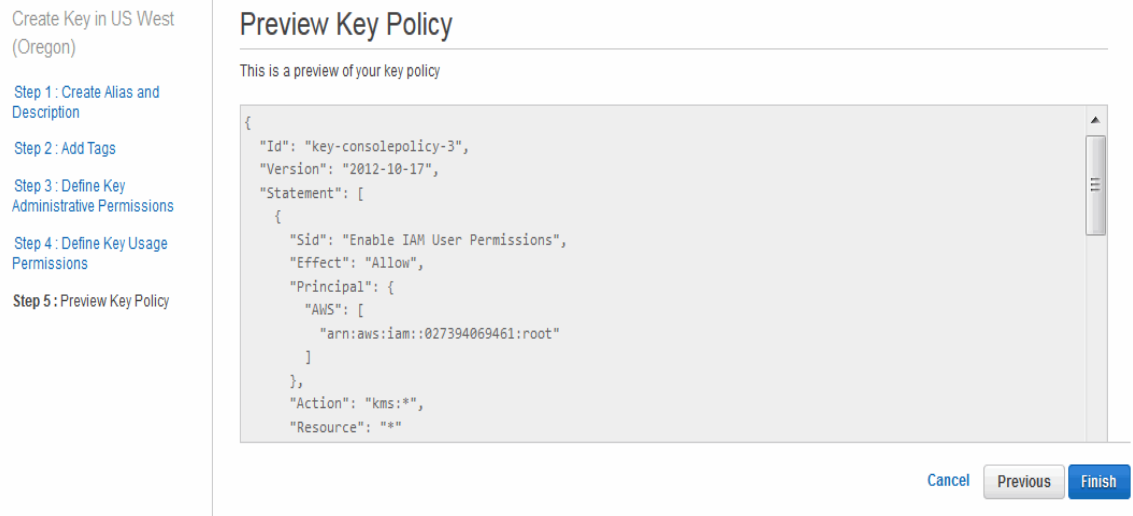 Create Key in US West
(Oregon)
Step 1 : Create Alias and
Description
Step 2 : Add Tags
Step 3 : Define Key
Administrative Permissions
Step 4 : Define Key Usage
Permissions
Step 5 : Preview Key Policy
Preview Key Policy
This is a preview of your key policy
{
  "Id": "key-consolepolicy-3",
  "Version": "2012-10-17",
  "Statement": [
    {
      "Sid": "Enable IAM User Permissions",
      "Effect": "Allow",
      "Principal": {
        "AWS": [
          "arn:aws:iam::027394069461:root"
        ]
      },
      "Action": "kms:*",
      "Resource": "*"
Cancel
Previous
Finish